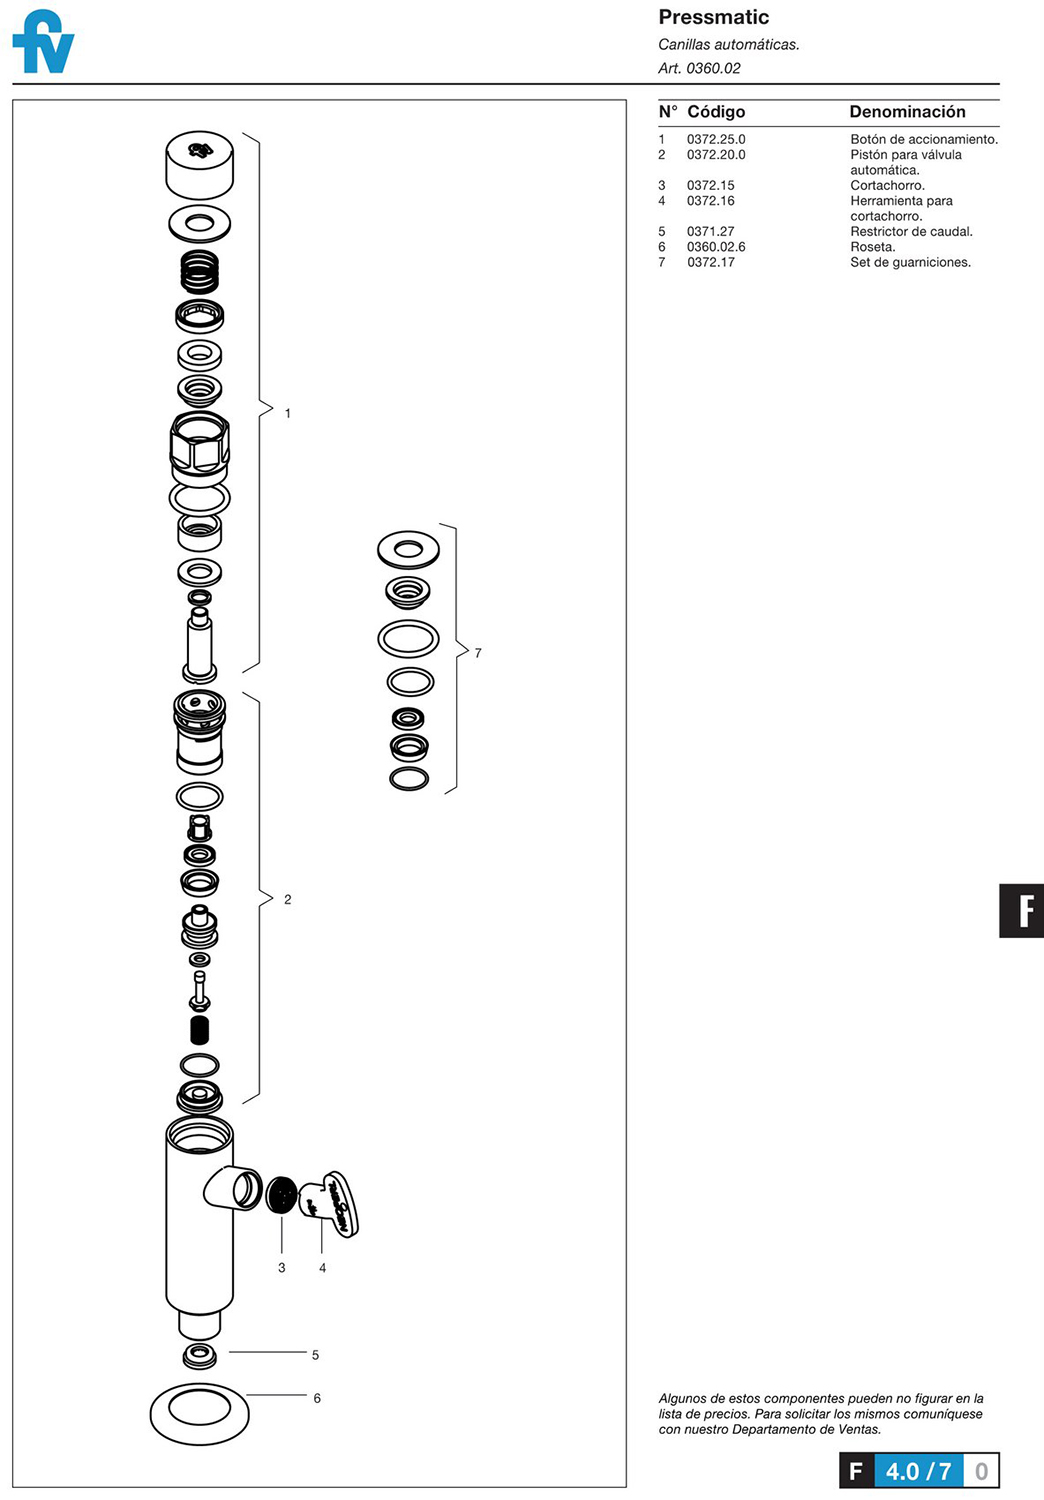 fv
Pressmatic
Canillas automáticas.
Art. 0360.02
N° Código Denominación
1 0372.25.0 Botón de accionamiento.
2 0372.20.0 Pistón para válvula
automática.
3 0372.15 Cortachorro.
4 0372.16 Herramienta para
cortachorro.
5 0371.27 Restrictor de caudal.
6 0360.02.6 Roseta.
7 0372.17 Set de guarniciones.
1
7
2
F
3
4
5
6
Algunos de estos componentes pueden no figurar en la
lista de precios. Para solicitar los mismos comuníquese
con nuestro Departamento de Ventas.
F 4.0 / 7 0